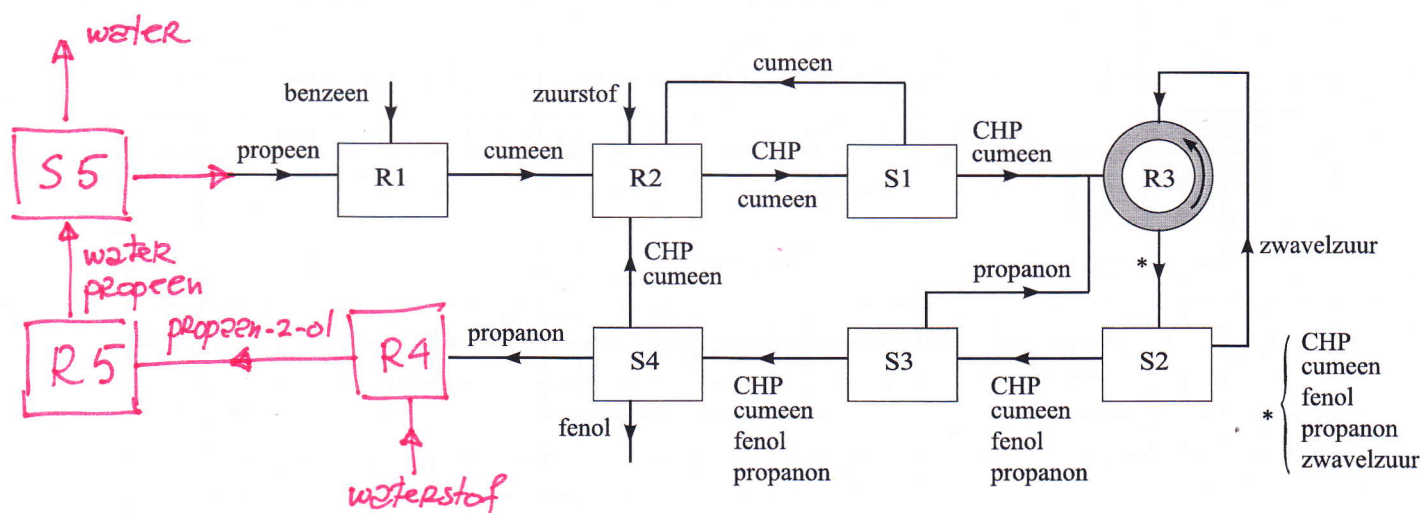 water
cumeen
benzeen
zuurstof
S5
propeen
R1
cumeen
R2
CHP
cumeen
S1
CHP
cumeen
R3
zwavelzuur
water
propeen
CHP
cumeen
propanon
*
R5
propeen-2-ol
R4
propanon
S4
S3
S2
fenol
CHP
cumeen
fenol
propanon
CHP
cumeen
fenol
propanon
*
CHP
cumeen
fenol
propanon
zwavelzuur
waterstof